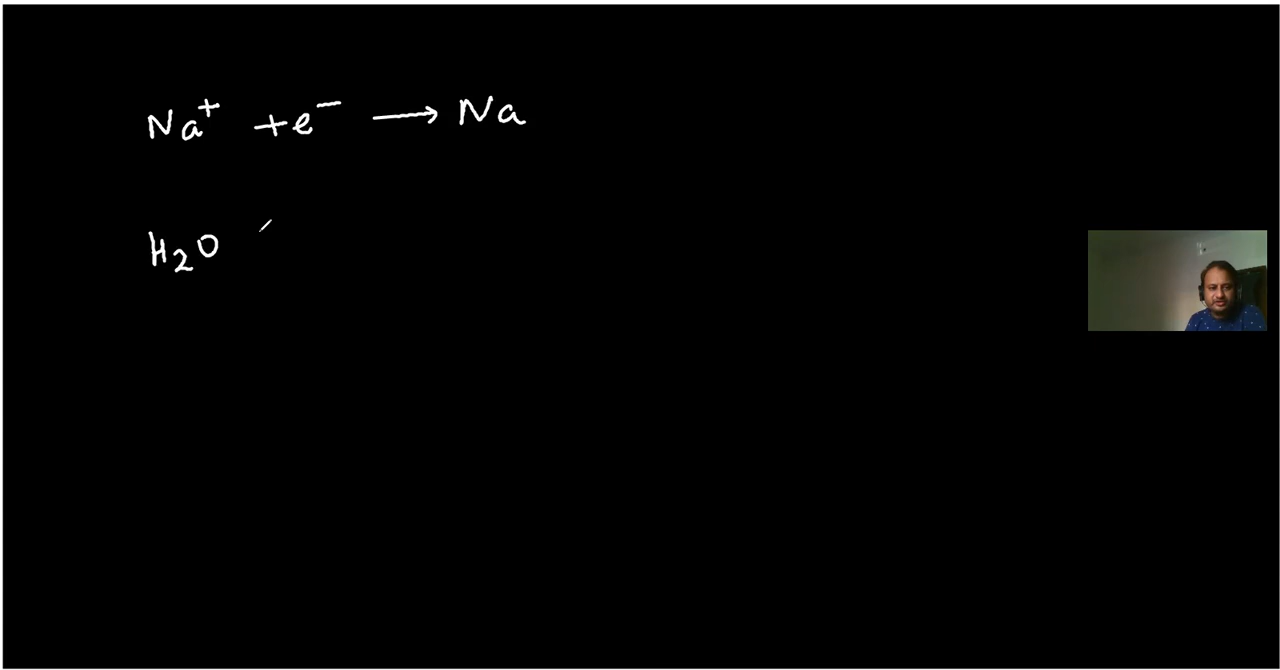 Na⁺ + e⁻ → Na
H₂O